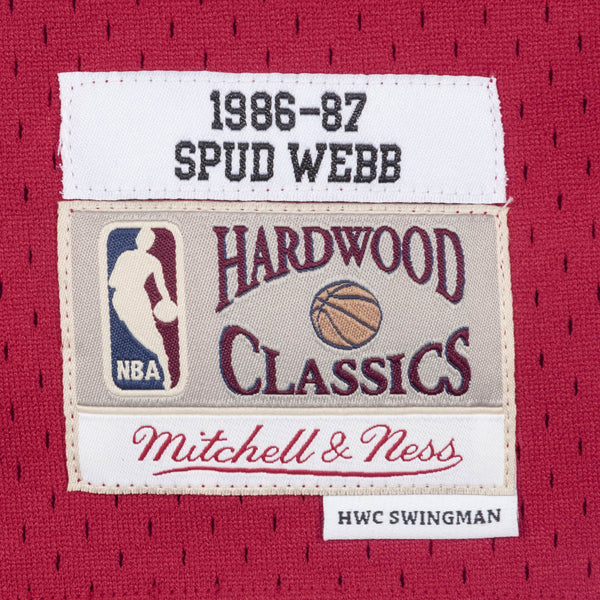 1986-87
SPUD WEBB
HARDWOOD
CLASSICS
NBA
Mitchell & Ness
HWC SWINGMAN